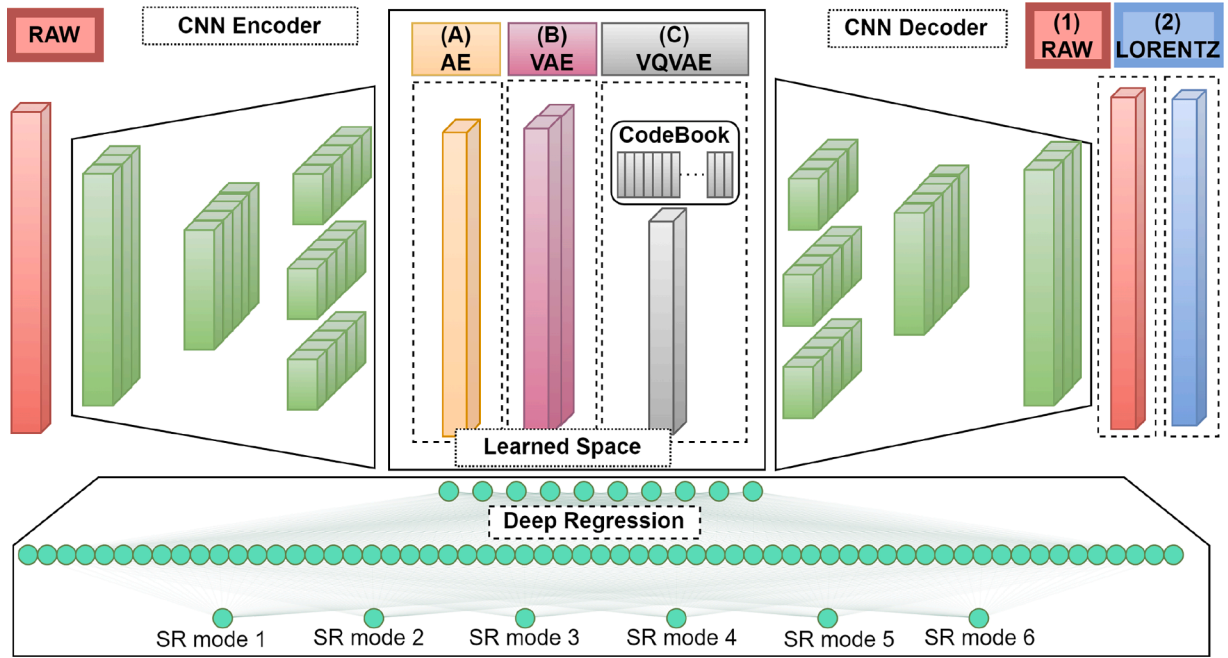 RAW
CNN Encoder
(A)
AE
(B)
VAE
(C)
VQVAE
CodeBook
Learned Space
CNN Decoder
(1)
RAW
(2)
LORENTZ
Deep Regression
SR mode 1
SR mode 2
SR mode 3
SR mode 4
SR mode 5
SR mode 6